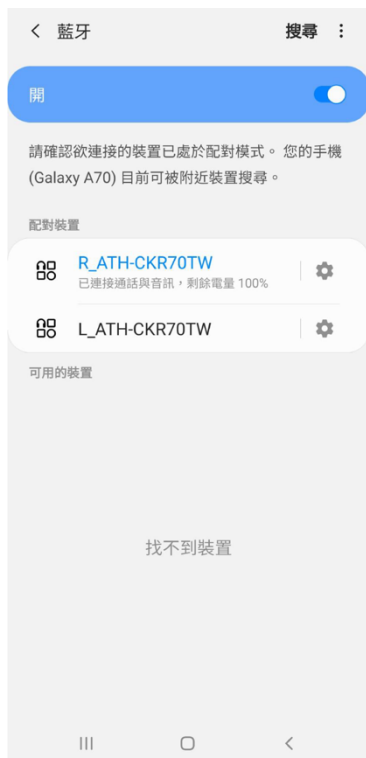 藍牙
搜尋
開
請確認欲連接的裝置已處於配對模式。 您的手機
(Galaxy A70) 目前可被附近裝置搜尋。
配對裝置
R_ATH-CKR70TW
已連接通話與音訊，剩餘電量 100%
L_ATH-CKR70TW
可用的裝置
找不到裝置